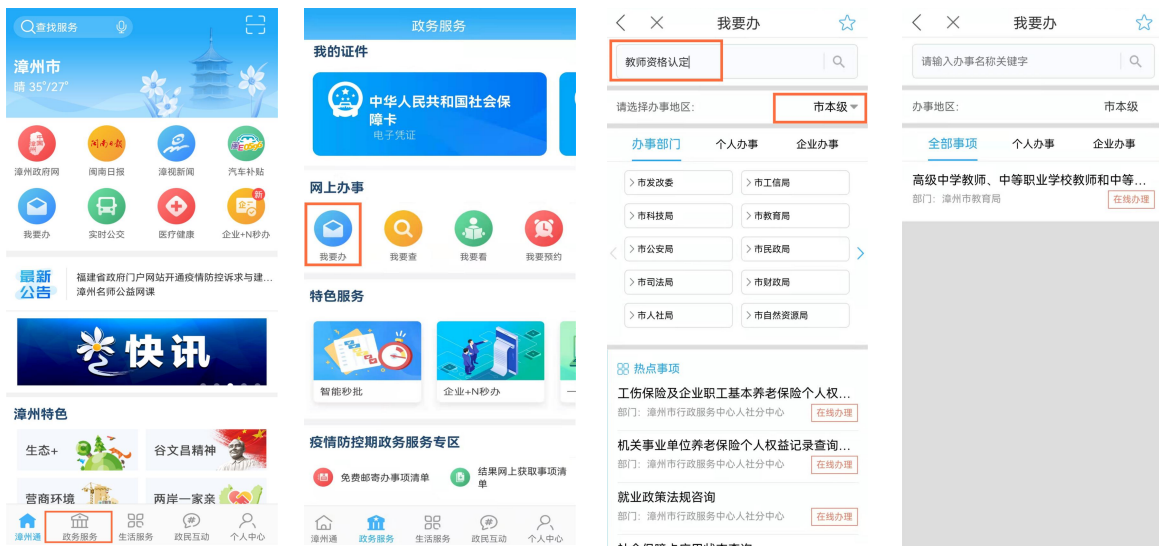 查找服务
漳州市
晴 35°/27°
漳州政府网
闽南日报
漳视新闻
汽车补贴
我要办
实时公交
医疗健康
企业+N秒办
新
最新
公告
福建省政府门户网站开通疫情防控诉求与建...
漳州名师公益网课
快讯
漳州特色
生态+
谷文昌精神
营商环境
两岸一家亲
漳州通
政务服务
生活服务
政民互动
个人中心
政务服务
我的证件
中华人民共和国社会保
障卡
电子凭证
网上办事
我要办
我要查
我要看
我要预约
特色服务
智能秒批
企业+N秒办
一
疫情防控期政务服务专区
免费邮寄办事项清单
结果网上获取事项清
单
漳州通
政务服务
生活服务
政民互动
个人中心
我要办
教师资格认定
请选择办事地区:
市本级
办事部门
个人办事
企业办事
市发改委
市工信局
市科技局
市教育局
市公安局
市民政局
市司法局
市财政局
市人社局
市自然资源局
热点事项
工伤保险及企业职工基本养老保险个人权...
部门: 漳州市行政服务中心人社分中心
在线办理
机关事业单位养老保险个人权益记录查询...
部门: 漳州市行政服务中心人社分中心
在线办理
就业政策法规咨询
部门: 漳州市行政服务中心人社分中心
在线办理
我要办
请输入办事名称关键字
办事地区:
市本级
全部事项
个人办事
企业办事
高级中学教师、中等职业学校教师和中等...
部门: 漳州市教育局
在线办理